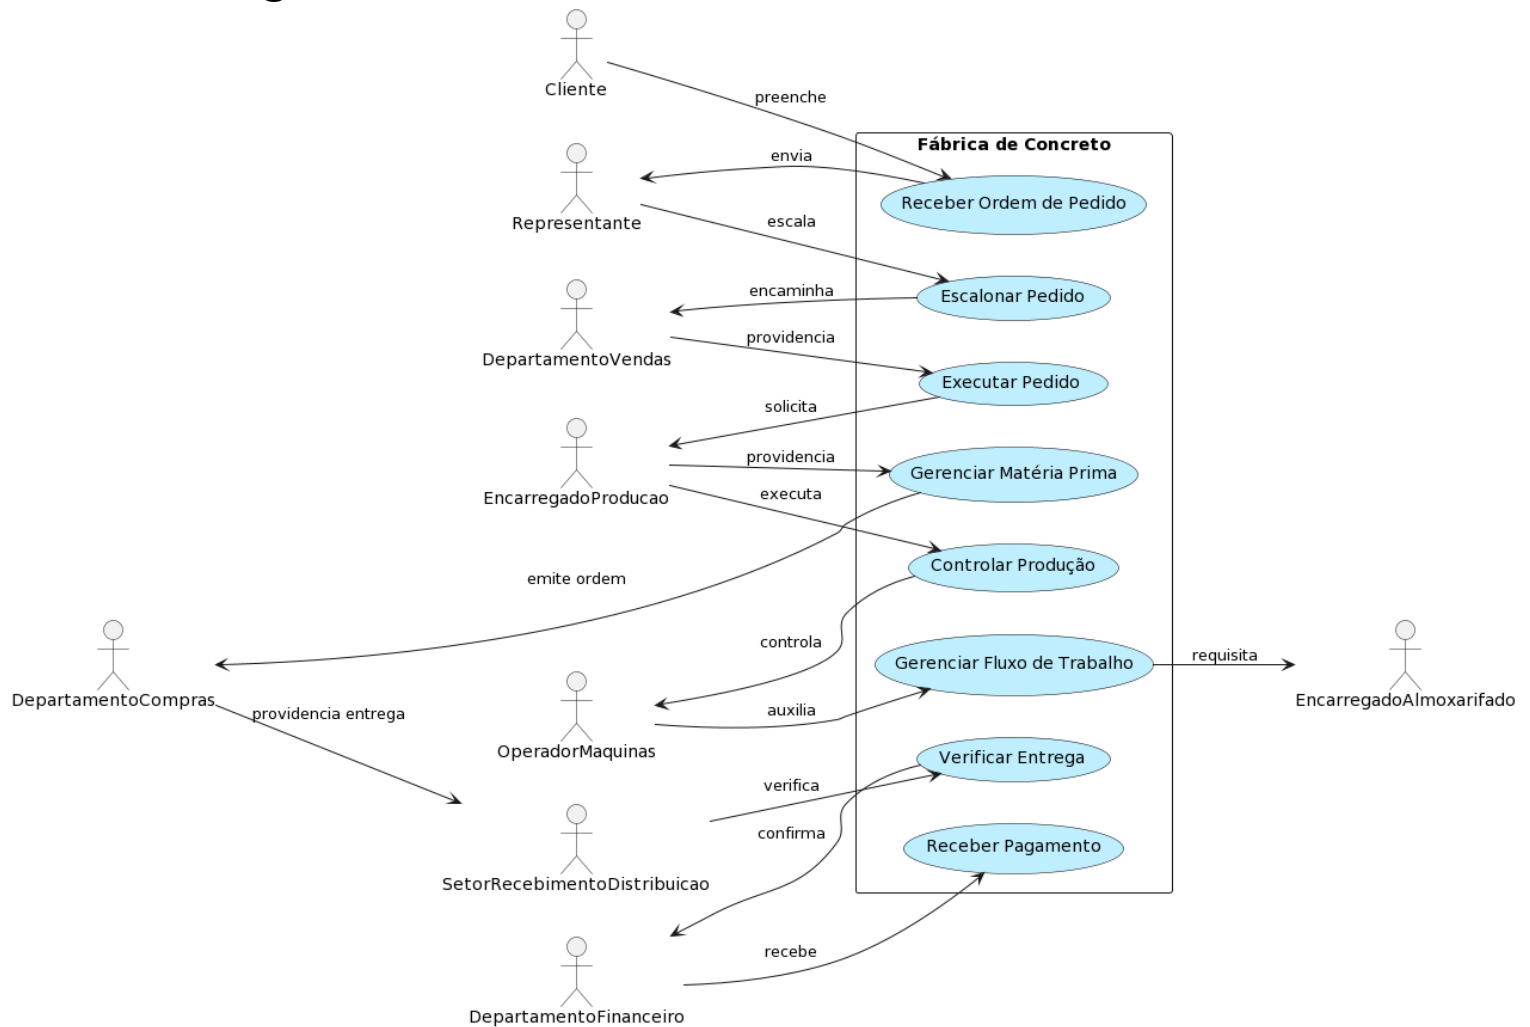 Cliente
preenche
Fábrica de Concreto
envia
Receber Ordem de Pedido
Representante
escala
encaminha
Escalonar Pedido
DepartamentoVendas
providencia
Executar Pedido
solicita
EncarregadoProducao
providencia
Gerenciar Matéria Prima
executa
Controlar Produção
emite ordem
controla
Gerenciar Fluxo de Trabalho
requisita
DepartamentoCompras
EncarregadoAlmoxarifado
providencia entrega
auxilia
OperadorMaquinas
Verificar Entrega
verifica
confirma
Receber Pagamento
SetorRecebimentoDistribuicao
recebe
DepartamentoFinanceiro